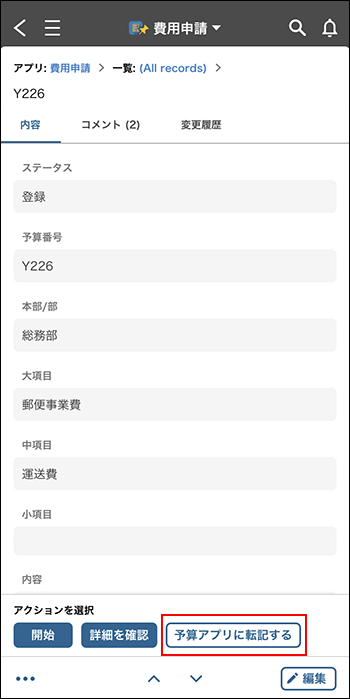 費用申請
アプリ: 費用申請 > 一覧: (All records) >
Y226
内容 コメント (2) 変更履歴
ステータス
登録
予算番号
Y226
本部/部
総務部
大項目
郵便事業費
中項目
運送費
小項目
内容
アクションを選択
開始 詳細を確認 予算アプリに転記する
編集